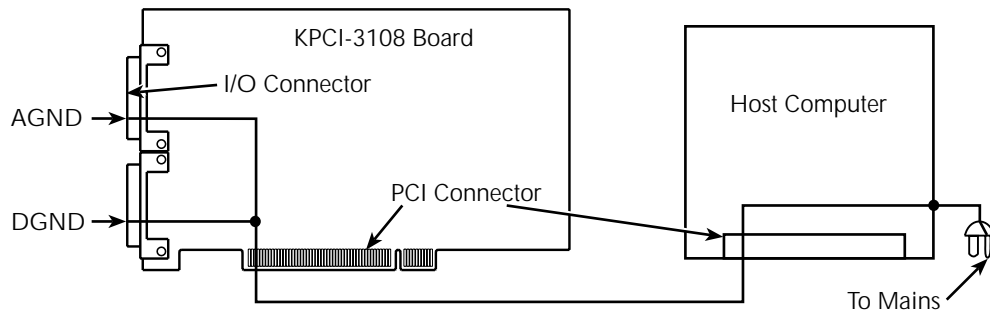 KPCI-3108 Board
I/O Connector
Host Computer
AGND
PCI Connector
DGND
To Mains